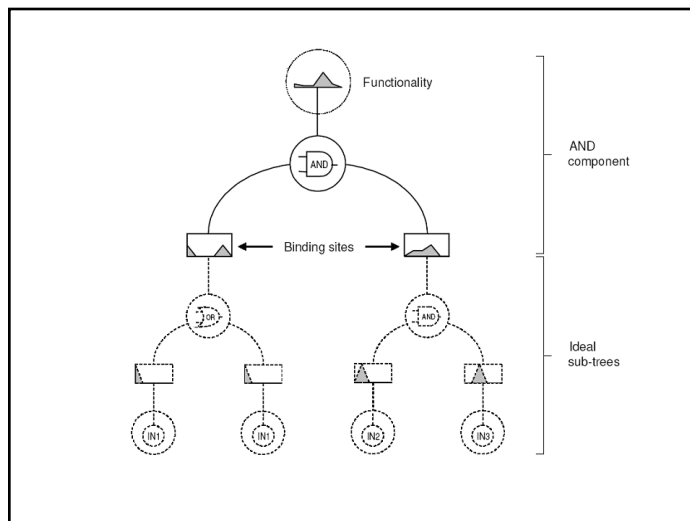 Functionality
AND
AND
component
Binding sites
OR
AND
Ideal
sub-trees
IN1
IN1
IN2
IN3